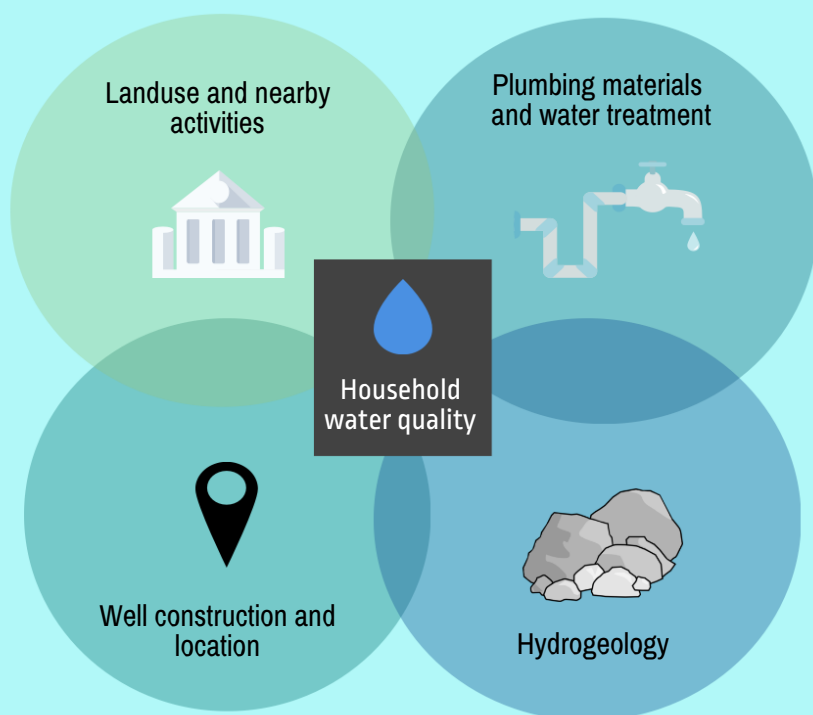 Landuse and nearby
activities
Plumbing materials
and water treatment
Household
water quality
Well construction and
location
Hydrogeology